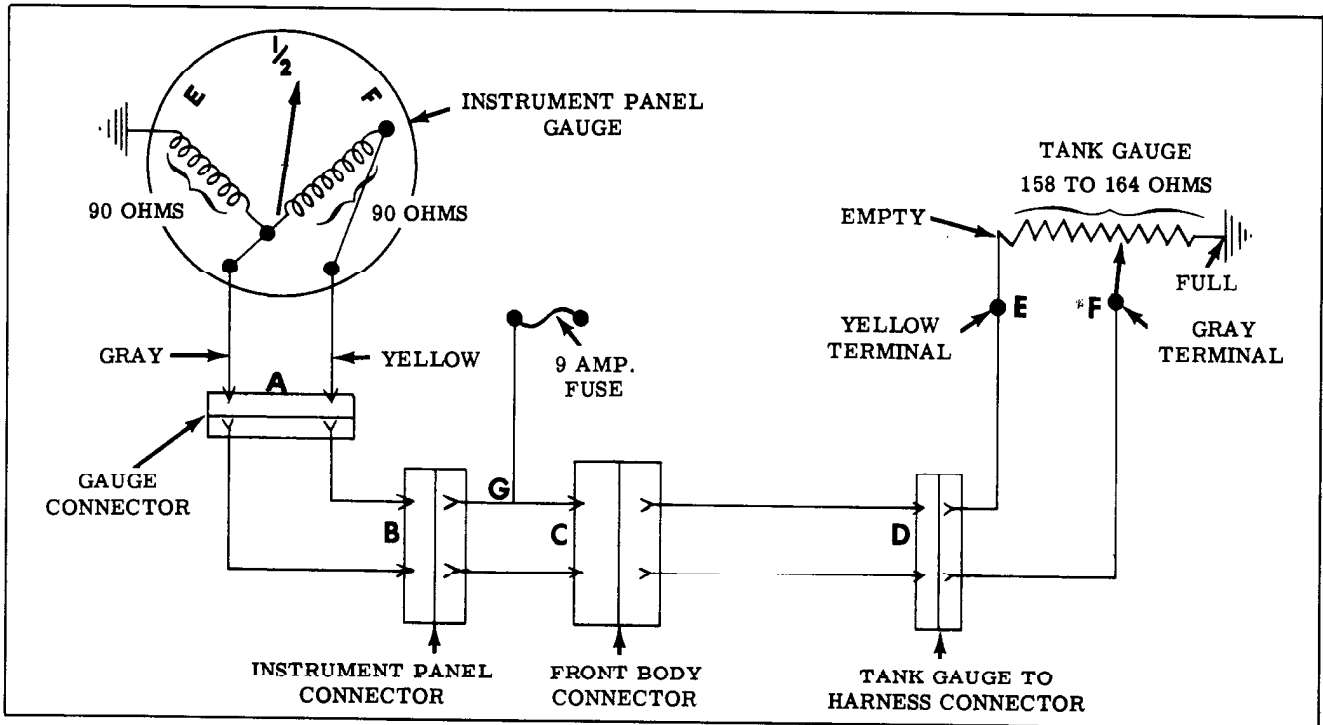 E
1/2
F
INSTRUMENT PANEL
GAUGE
90 OHMS
90 OHMS
GRAY
YELLOW
A
GAUGE
CONNECTOR
9 AMP.
FUSE
TANK GAUGE
158 TO 164 OHMS
EMPTY
FULL
E
F
YELLOW
TERMINAL
GRAY
TERMINAL
B
G
C
D
INSTRUMENT PANEL
CONNECTOR
FRONT BODY
CONNECTOR
TANK GAUGE TO
HARNESS CONNECTOR